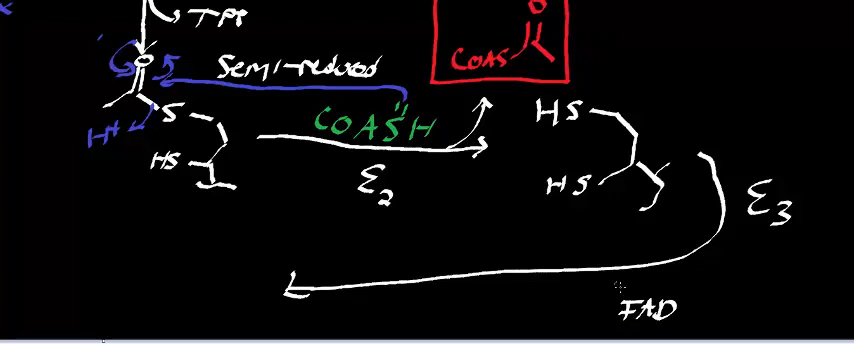 TPP
O
O
Semi-reduced
COAS
S
COASH
HS
H+
HS
E2
HS
E3
FAD